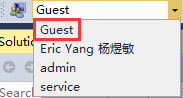 Guest
Solutio
Guest
Eric Yang 杨煜敏
admin
service
Search